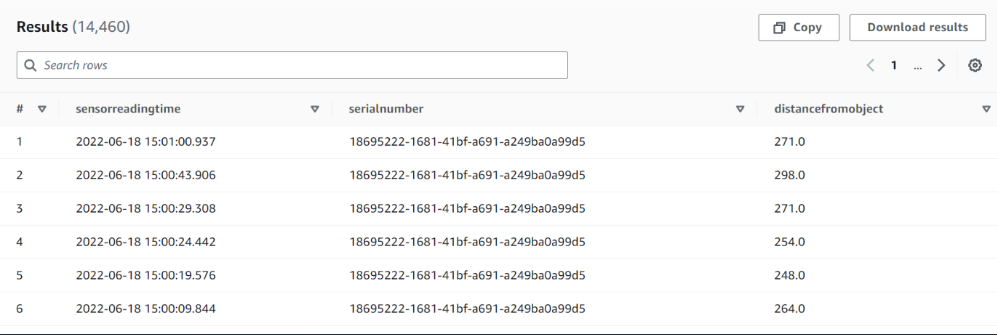 Results (14,460) Copy Download results
Search rows 1 ...
# sensorreadingtime serialnumber distancefromobject
1 2022-06-18 15:01:00.937 18695222-1681-41bf-a691-a249ba0a99d5 271.0
2 2022-06-18 15:00:43.906 18695222-1681-41bf-a691-a249ba0a99d5 298.0
3 2022-06-18 15:00:29.308 18695222-1681-41bf-a691-a249ba0a99d5 271.0
4 2022-06-18 15:00:24.442 18695222-1681-41bf-a691-a249ba0a99d5 254.0
5 2022-06-18 15:00:19.576 18695222-1681-41bf-a691-a249ba0a99d5 248.0
6 2022-06-18 15:00:09.844 18695222-1681-41bf-a691-a249ba0a99d5 264.0